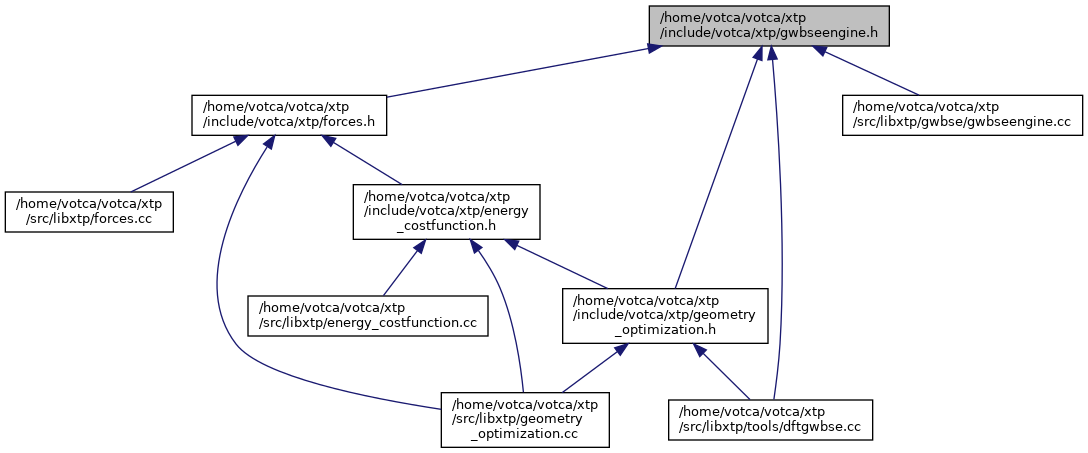 /home/votca/votca/xtp
/include/votca/xtp/gwbseengine.h
/home/votca/votca/xtp
/include/votca/xtp/forces.h
/home/votca/votca/xtp
/src/libxtp/gwbse/gwbseengine.cc
/home/votca/votca/xtp
/src/libxtp/forces.cc
/home/votca/votca/xtp
/include/votca/xtp/energy
_costfunction.h
/home/votca/votca/xtp
/src/libxtp/energy_costfunction.cc
/home/votca/votca/xtp
/include/votca/xtp/geometry
_optimization.h
/home/votca/votca/xtp
/src/libxtp/geometry
_optimization.cc
/home/votca/votca/xtp
/src/libxtp/tools/dftgwbse.cc